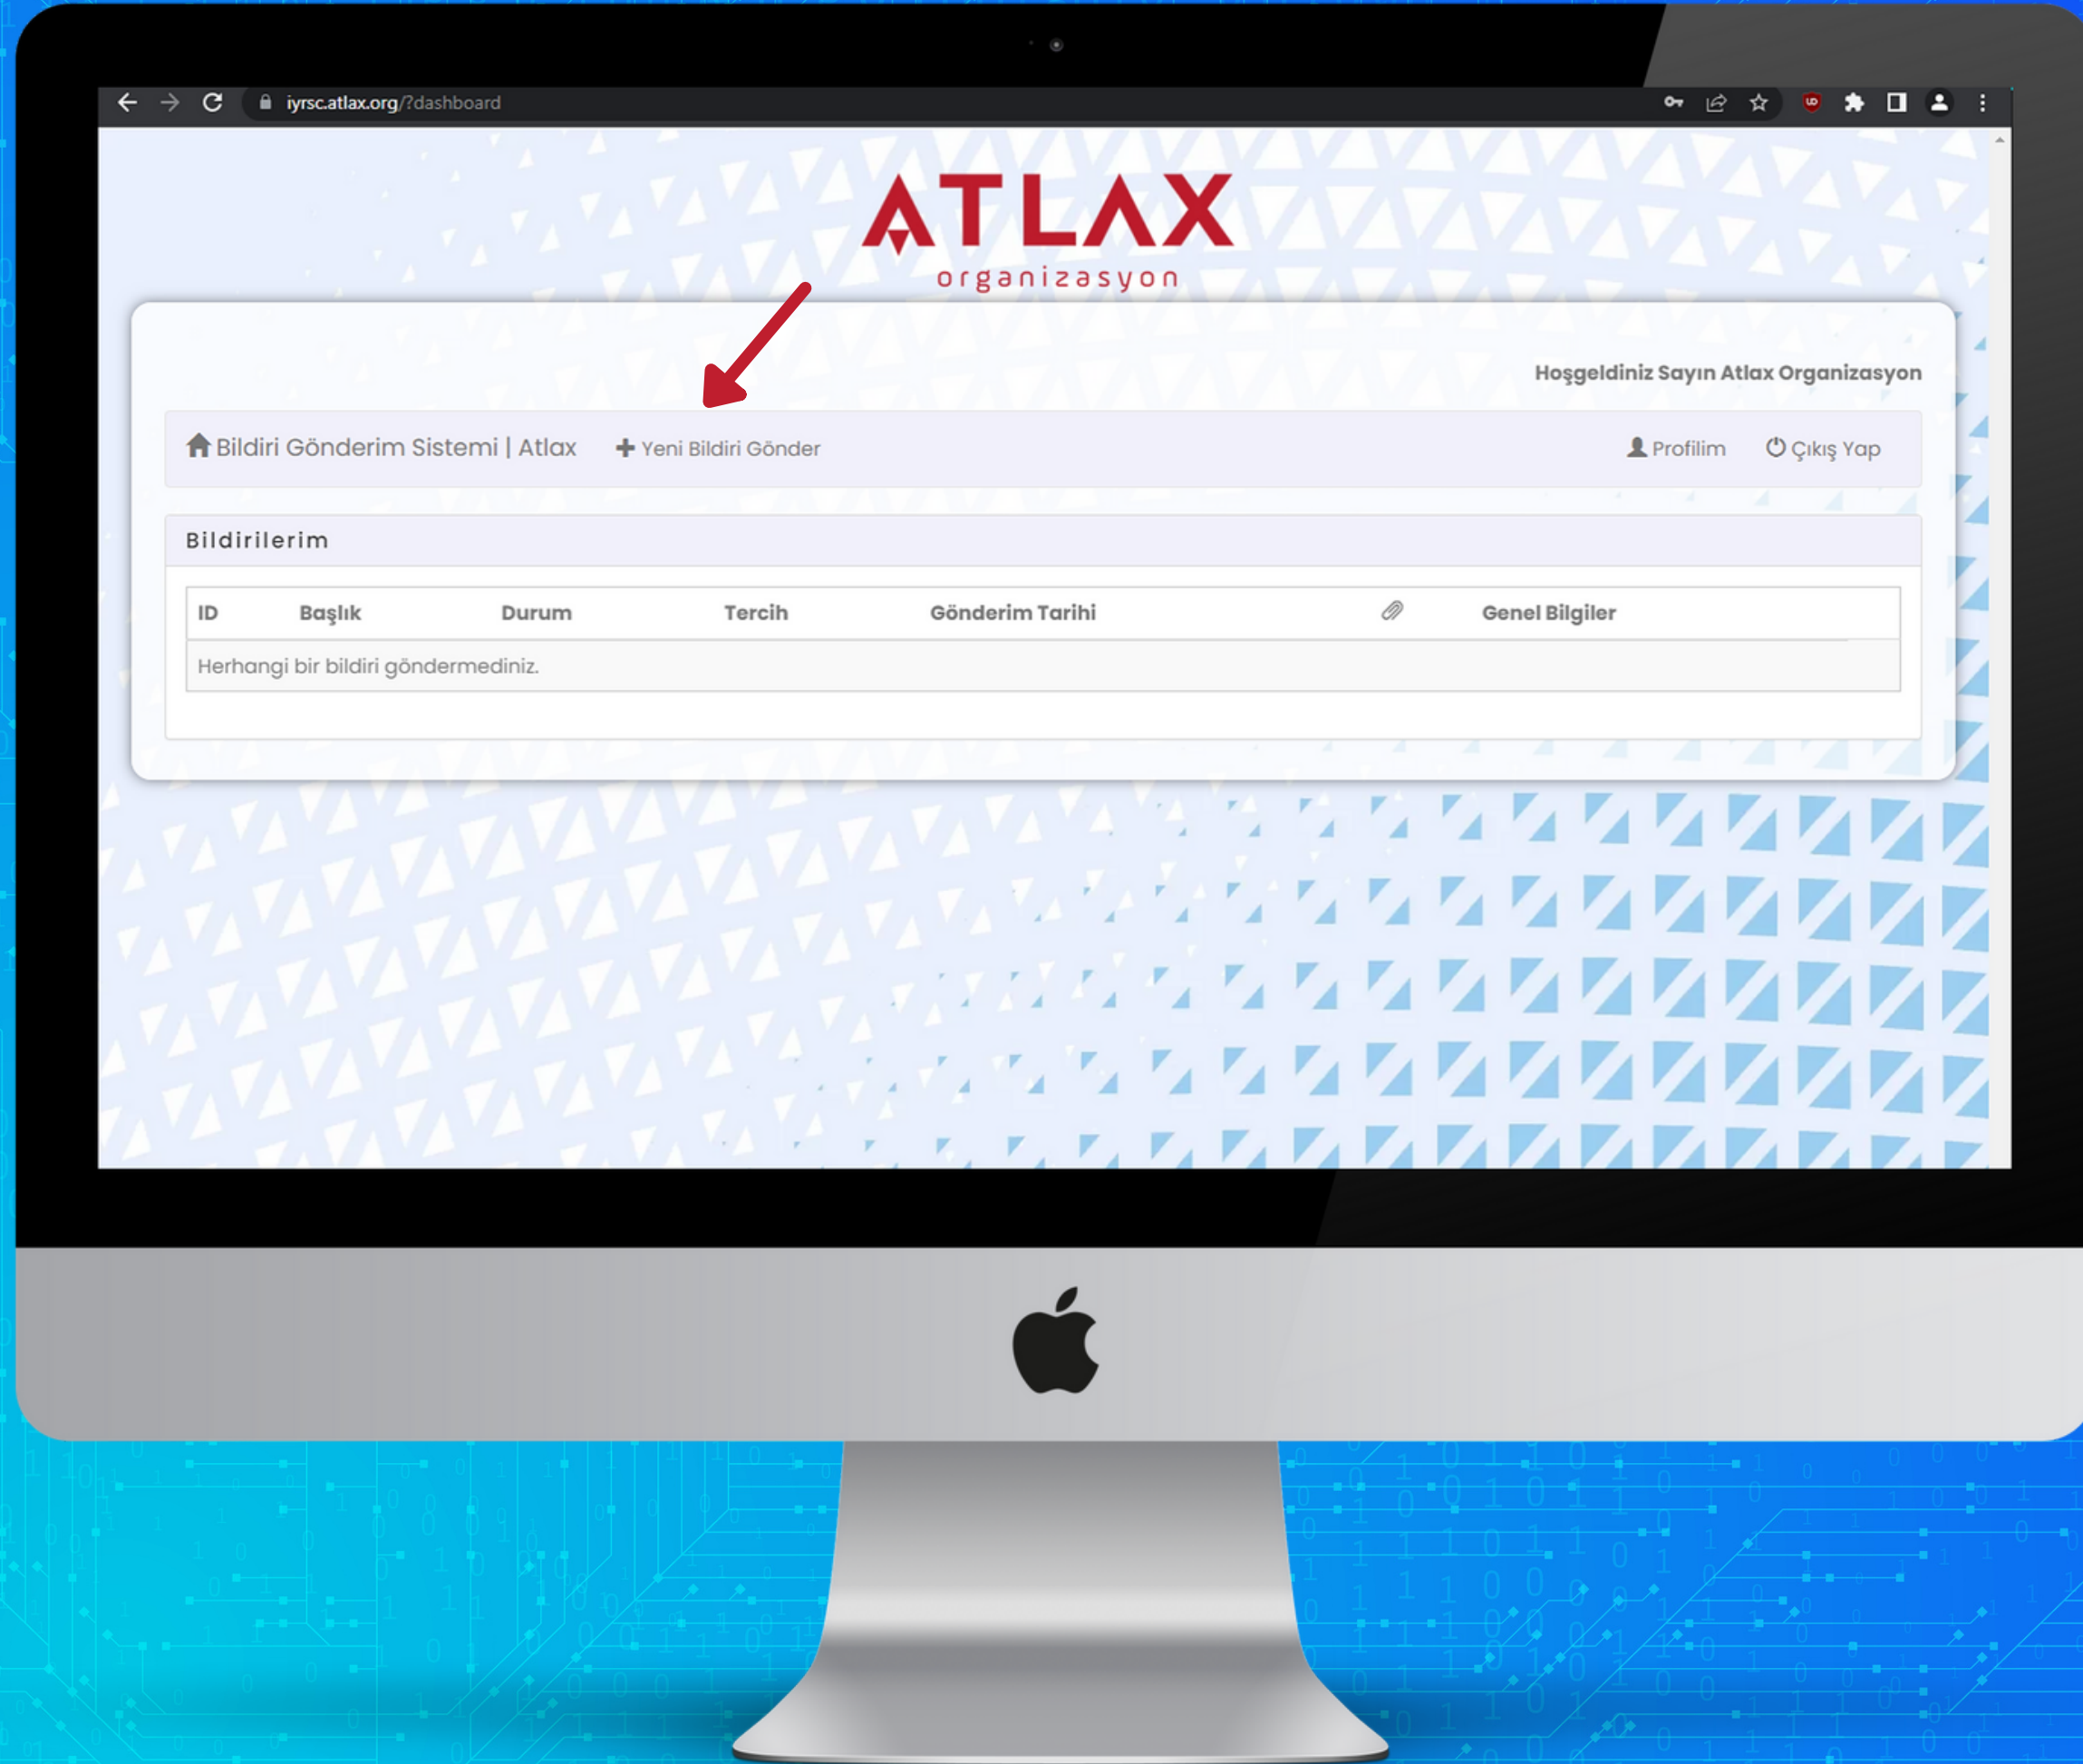 iyrsc.atlax.org/?dashboard
ATLAX
organizasyon
Hoşgeldiniz Sayın Atlax Organizasyon
Bildiri Gönderim Sistemi | Atlax + Yeni Bildiri Gönder Profilim Çıkış Yap
Bildirilerim
ID Başlık Durum Tercih Gönderim Tarihi Genel Bilgiler
Herhangi bir bildiri göndermediniz.